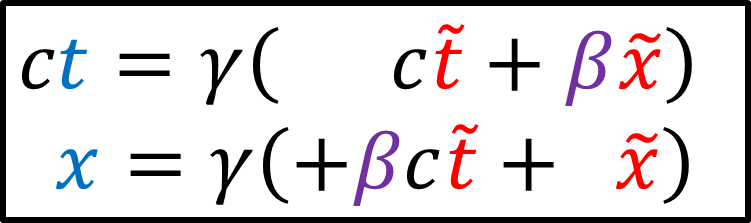 ct = γ( ct̃ + βx̃)
x = γ(+βct̃ + x̃)